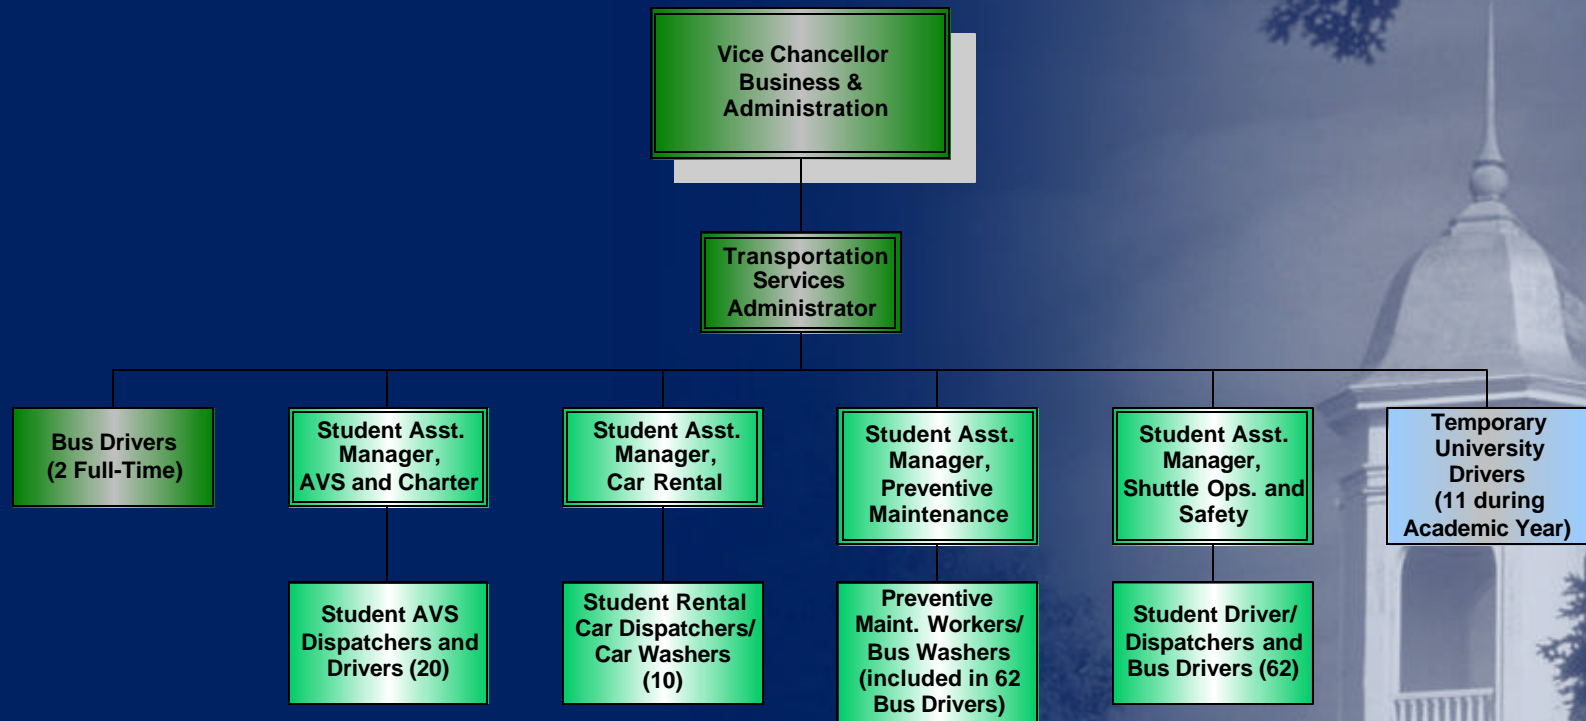 Vice Chancellor
Business &
Administration
Transportation
Services
Administrator
Bus Drivers
(2 Full-Time)
Student Asst.
Manager,
AVS and Charter
Student Asst.
Manager,
Car Rental
Student Asst.
Manager,
Preventive
Maintenance
Student Asst.
Manager,
Shuttle Ops. and
Safety
Temporary
University
Drivers
(11 during
Academic Year)
Student AVS
Dispatchers and
Drivers (20)
Student Rental
Car Dispatchers/
Car Washers
(10)
Preventive
Maint. Workers/
Bus Washers
(included in 62
Bus Drivers)
Student Driver/
Dispatchers and
Bus Drivers (62)